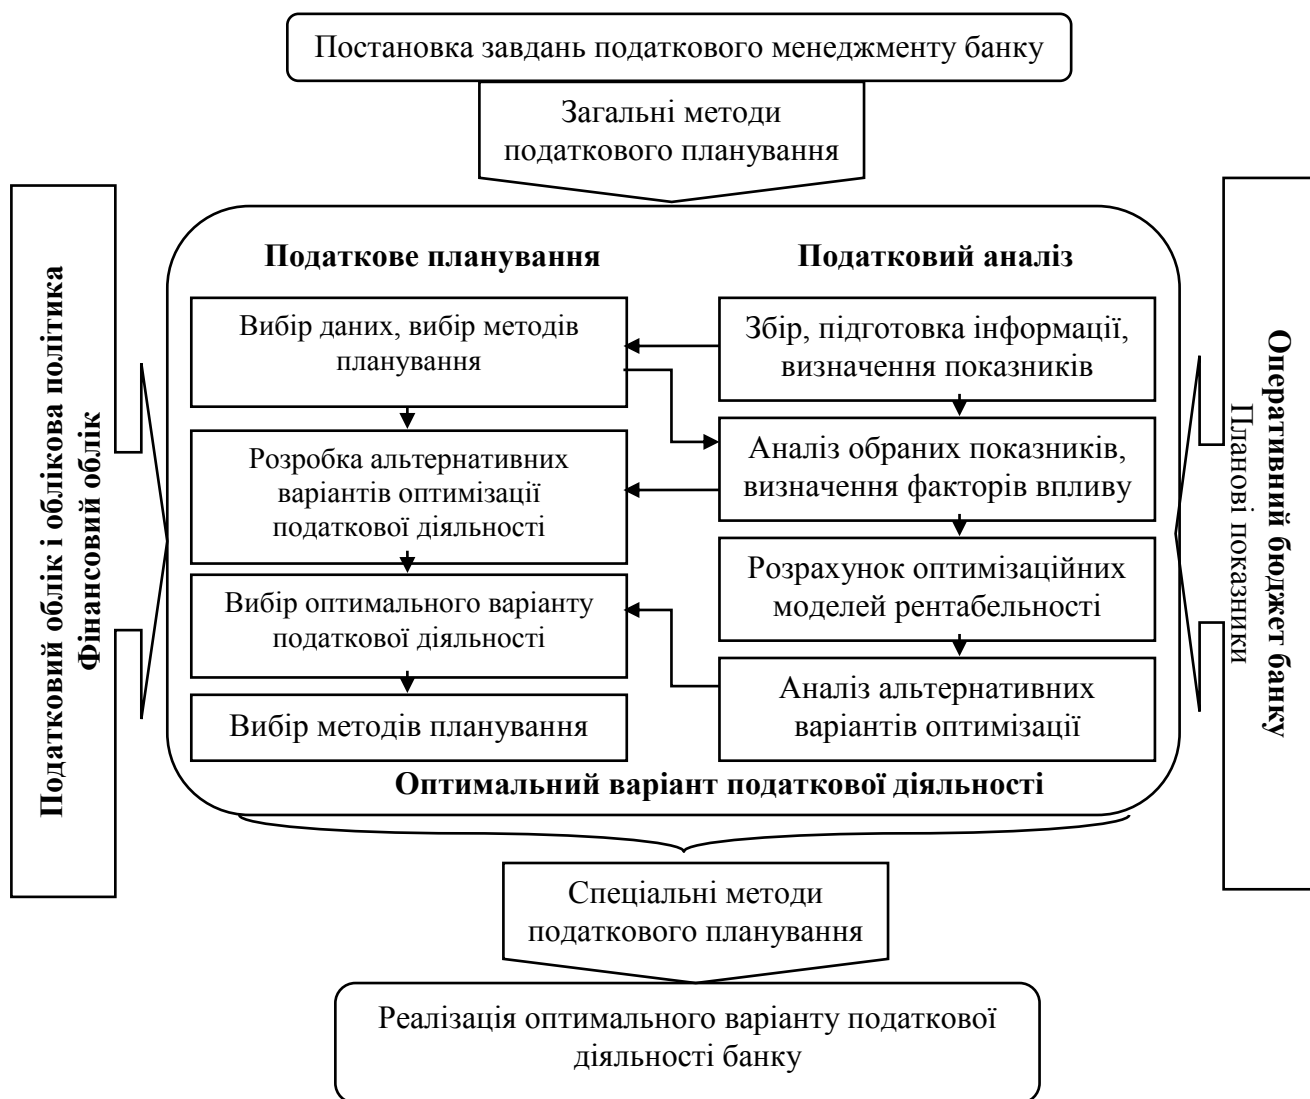 Постановка завдань податкового менеджменту банку
Загальні методи
податкового планування
Податковий облік і облікова політика
Фінансовий облік
Податкове планування
Вибір даних, вибір методів
планування
Розробка альтернативних
варіантів оптимізації
податкової діяльності
Вибір оптимального варіанту
податкової діяльності
Вибір методів планування
Податковий аналіз
Збір, підготовка інформації,
визначення показників
Аналіз обраних показників,
визначення факторів впливу
Розрахунок оптимізаційних
моделей рентабельності
Аналіз альтернативних
варіантів оптимізації
Оптимальний варіант податкової діяльності
Оперативний бюджет банку
Планові показники
Спеціальні методи
податкового планування
Реалізація оптимального варіанту податкової
діяльності банку